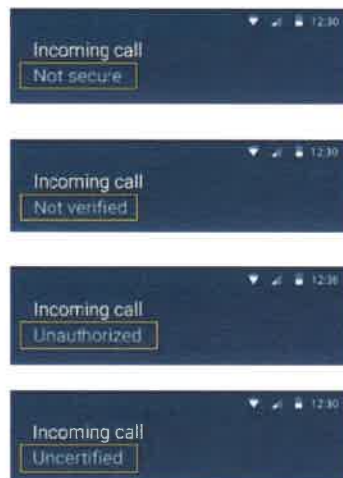 12:30
Incoming call
Not secure
12:30
Incoming call
Not verified
12:36
Incoming call
Unauthorized
12:30
Incoming call
Uncertified